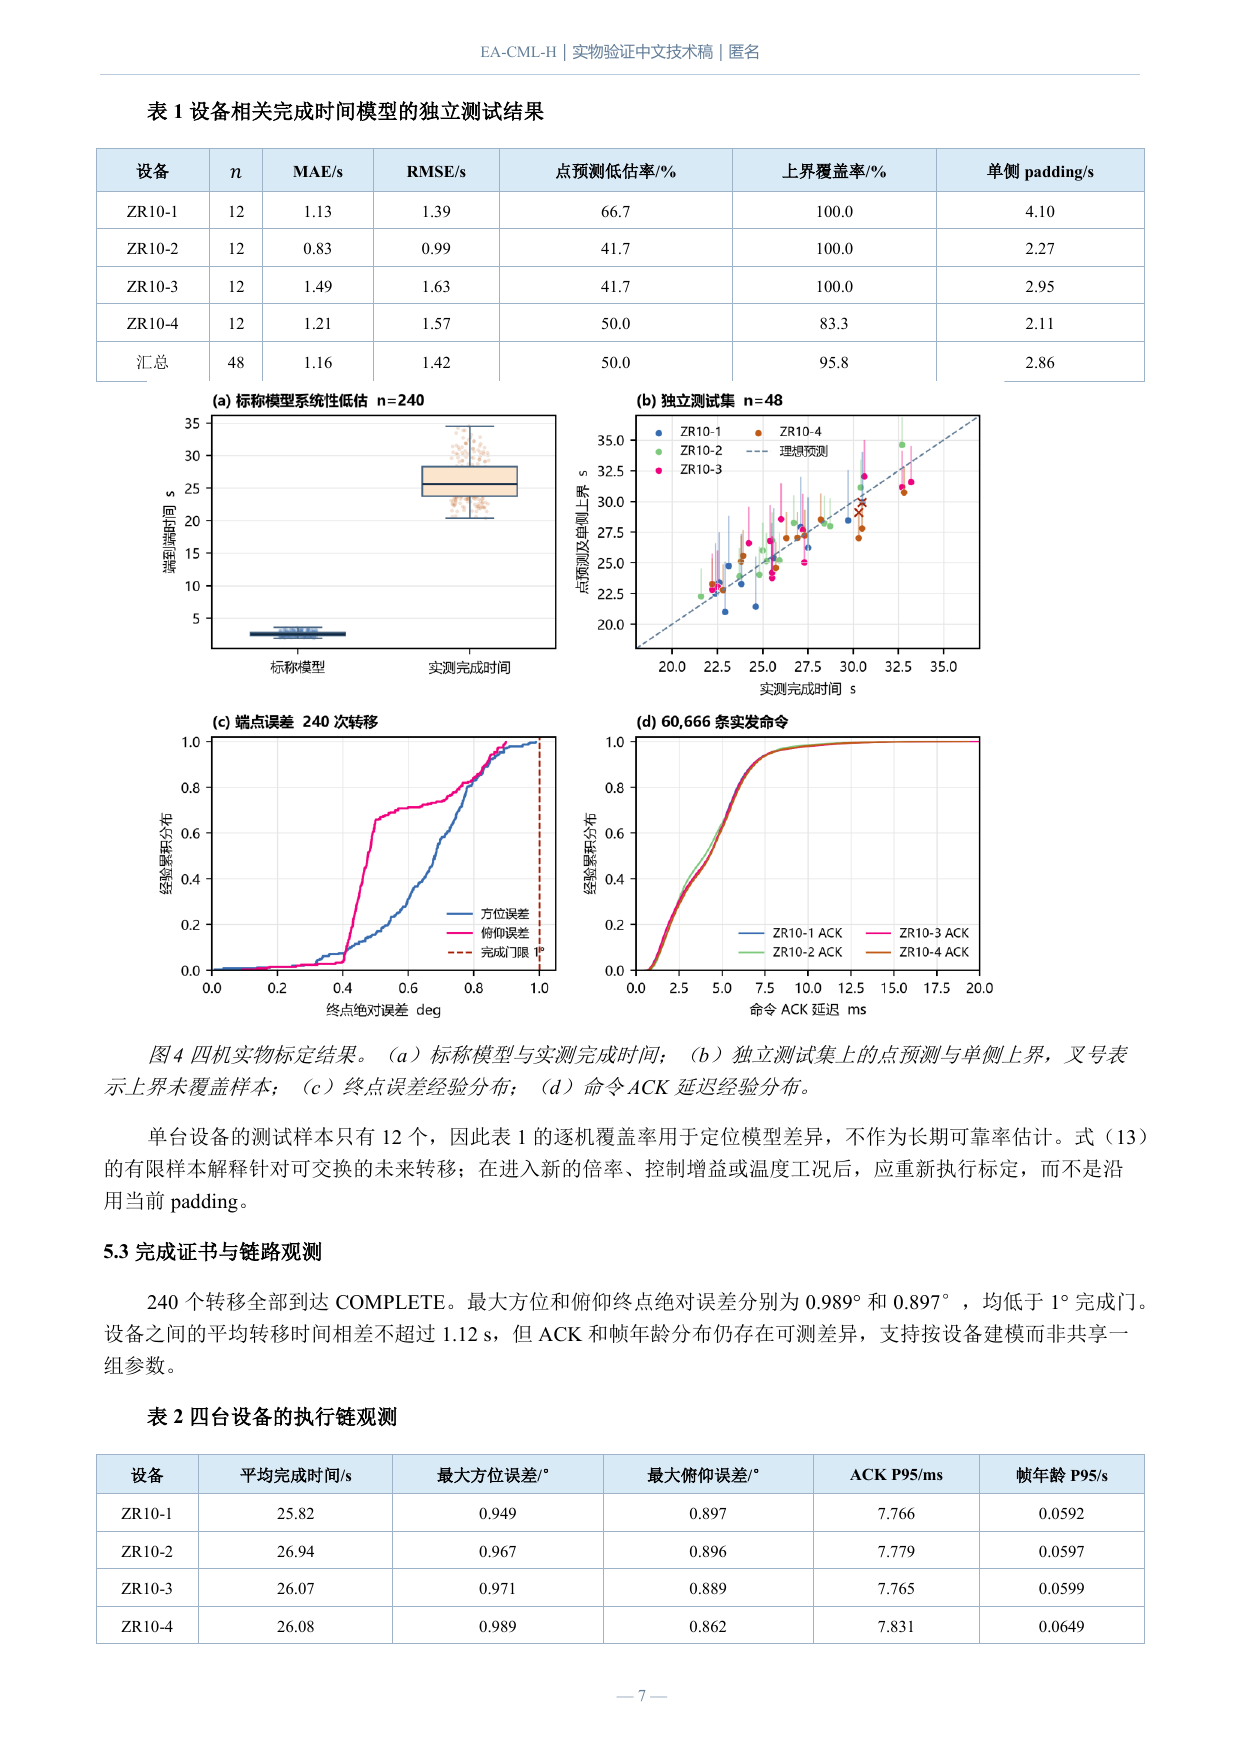 EA-CML-H｜实物验证中文技术稿｜匿名
表 1 设备相关完成时间模型的独立测试结果
设备 n MAE/s RMSE/s 点预测低估率/% 上界覆盖率/% 单侧 padding/s
ZR10-1 12 1.13 1.39 66.7 100.0 4.10
ZR10-2 12 0.83 0.99 41.7 100.0 2.27
ZR10-3 12 1.49 1.63 41.7 100.0 2.95
ZR10-4 12 1.21 1.57 50.0 83.3 2.11
汇总 48 1.16 1.42 50.0 95.8 2.86
(a) 标称模型系统性低估 n=240
端到端时间 s
35
30
25
20
15
10
5
标称模型 实测完成时间
(b) 独立测试集 n=48
点预测及单侧上界 s
ZR10-1 ZR10-4
ZR10-2 理想预测
ZR10-3
35.0
32.5
30.0
27.5
25.0
22.5
20.0
20.0 22.5 25.0 27.5 30.0 32.5 35.0
实测完成时间 s
(c) 端点误差 240 次转移
经验累积分布
1.0
0.8
0.6
0.4
0.2
0.0
方位误差
俯仰误差
完成门限 1°
0.0 0.2 0.4 0.6 0.8 1.0
终点绝对误差 deg
(d) 60,666 条实发命令
经验累积分布
1.0
0.8
0.6
0.4
0.2
0.0
ZR10-1 ACK ZR10-3 ACK
ZR10-2 ACK ZR10-4 ACK
0.0 2.5 5.0 7.5 10.0 12.5 15.0 17.5 20.0
命令 ACK 延迟 ms
图 4 四机实物标定结果。（a）标称模型与实测完成时间；（b）独立测试集上的点预测与单侧上界，叉号表
示上界未覆盖样本；（c）终点误差经验分布；（d）命令 ACK 延迟经验分布。
单台设备的测试样本只有 12 个，因此表 1 的逐机覆盖率用于定位模型差异，不作为长期可靠率估计。式（13）
的有限样本解释针对可交换的未来转移；在进入新的倍率、控制增益或温度工况后，应重新执行标定，而不是沿
用当前 padding。
5.3 完成证书与链路观测
240 个转移全部到达 COMPLETE。最大方位和俯仰终点绝对误差分别为 0.989° 和 0.897°，均低于 1° 完成门。
设备之间的平均转移时间相差不超过 1.12 s，但 ACK 和帧年龄分布仍存在可测差异，支持按设备建模而非共享一
组参数。
表 2 四台设备的执行链观测
设备 平均完成时间/s 最大方位误差/° 最大俯仰误差/° ACK P95/ms 帧年龄 P95/s
ZR10-1 25.82 0.949 0.897 7.766 0.0592
ZR10-2 26.94 0.967 0.896 7.779 0.0597
ZR10-3 26.07 0.971 0.889 7.765 0.0599
ZR10-4 26.08 0.989 0.862 7.831 0.0649
— 7 —